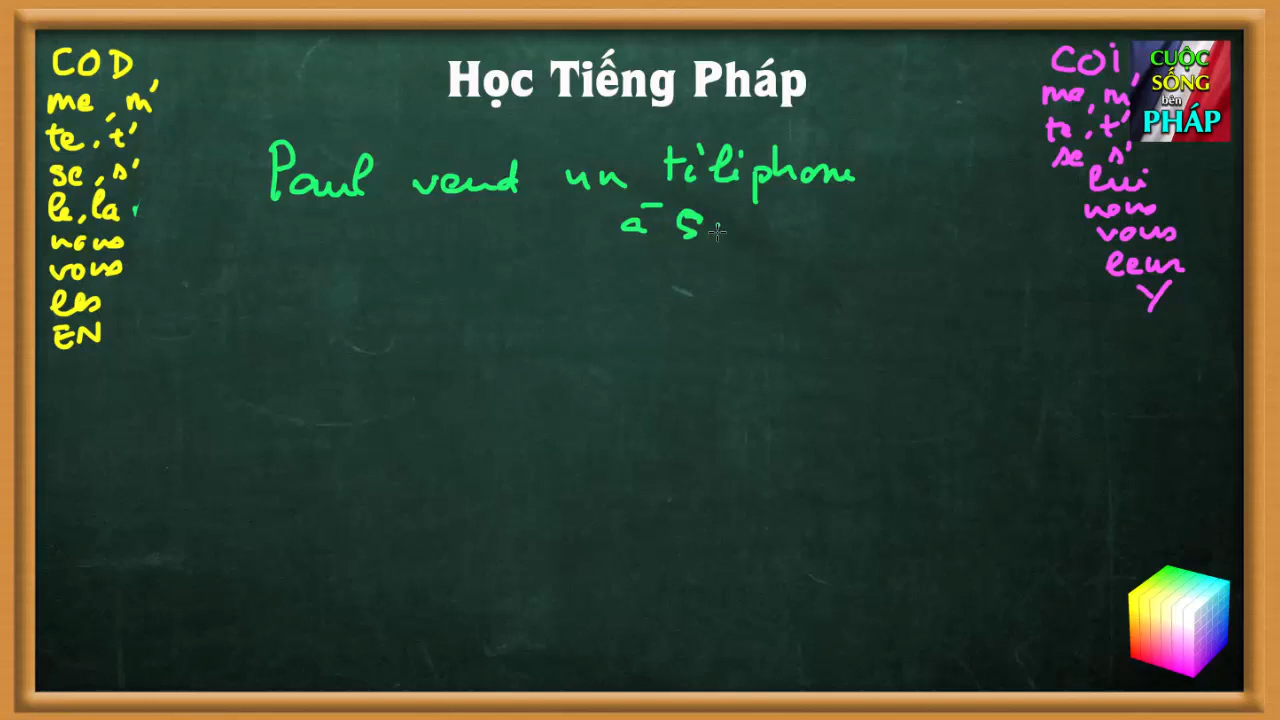 Học Tiếng Pháp
COD
me, m'
te, t'
se, s'
le, la
nous
vous
les
EN
Paul vend un téléphone
à S
COI
me, m'
te, t'
se s'
lui
nous
vous
leur
Y
CUỘC
SỐNG
bên
PHÁP